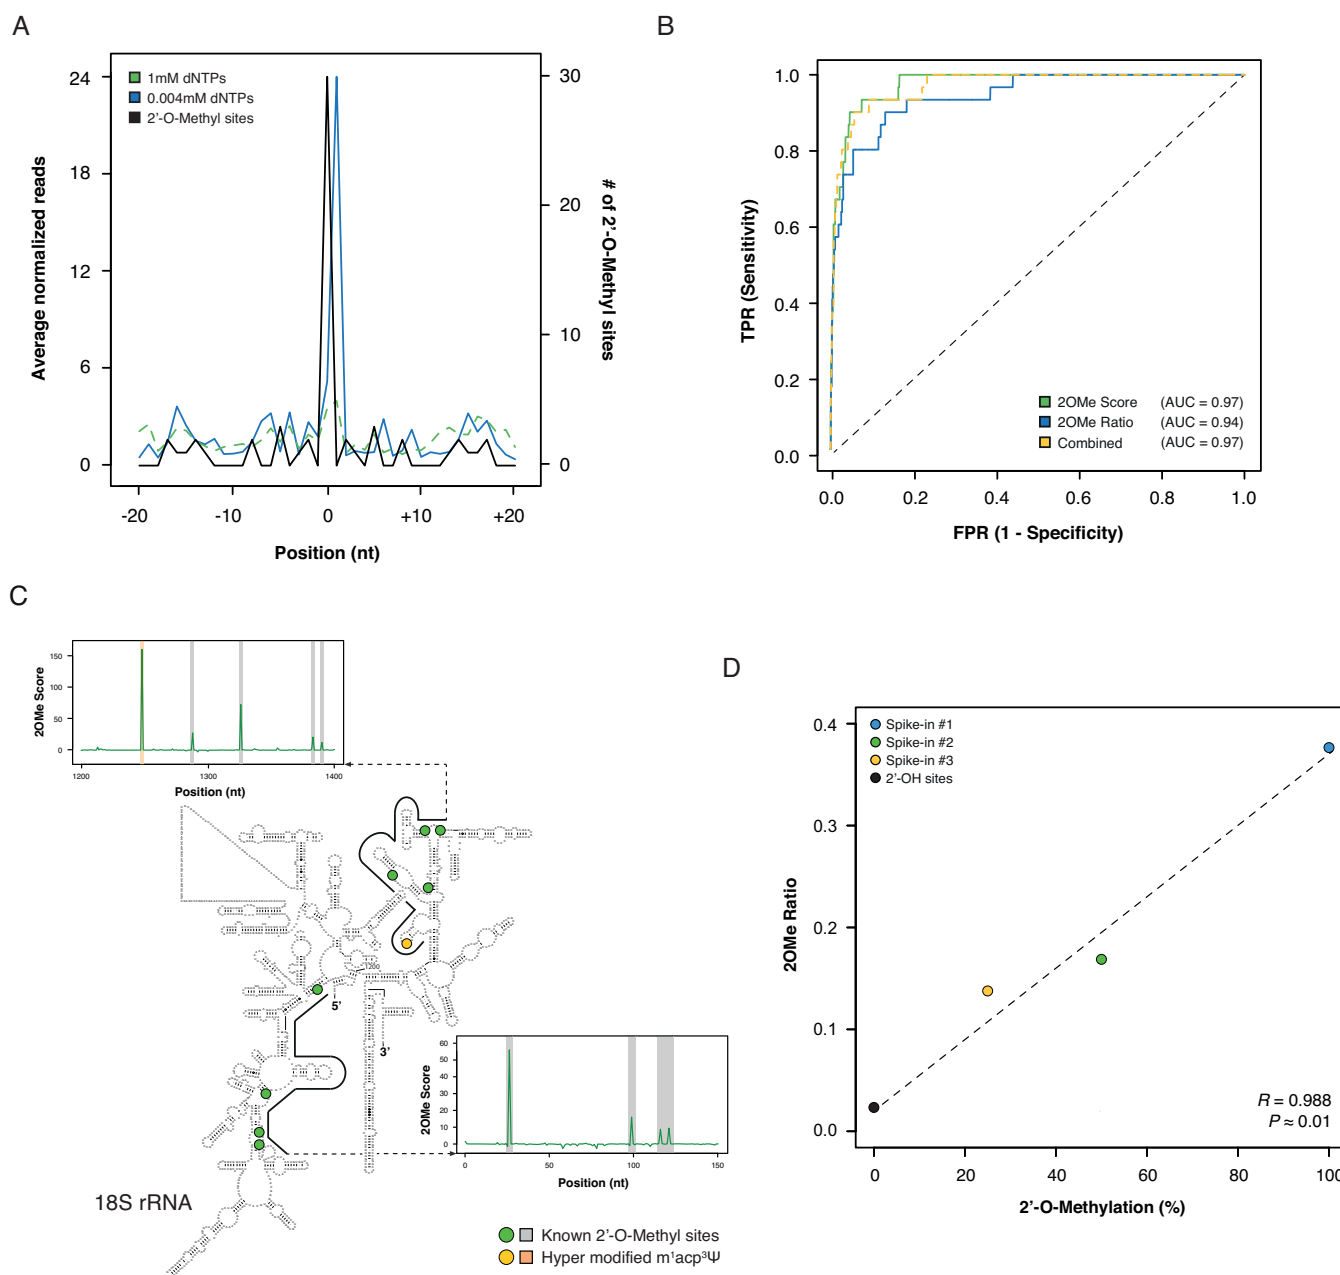 A
24
18
12
6
0
30
20
10
0
-20
-10
0
+10
+20
Average normalized reads
# of 2'-O-Methyl sites
Position (nt)
1mM dNTPs
0.004mM dNTPs
2'-O-Methyl sites
B
1.0
0.8
0.6
0.4
0.2
0.0
0.0
0.2
0.4
0.6
0.8
1.0
TPR (Sensitivity)
FPR (1 - Specificity)
2OMe Score (AUC = 0.97)
2OMe Ratio (AUC = 0.94)
Combined (AUC = 0.97)
C
150
100
50
0
1200
1300
1400
2OMe Score
Position (nt)
1200
5'
3'
60
50
40
30
20
10
0
0
50
100
150
2OMe Score
Position (nt)
18S rRNA
Known 2'-O-Methyl sites
Hyper modified m¹acp³Ψ
D
0.4
0.3
0.2
0.1
0.0
0
20
40
60
80
100
2OMe Ratio
2'-O-Methylation (%)
Spike-in #1
Spike-in #2
Spike-in #3
2'-OH sites
R = 0.988
P ≈ 0.01